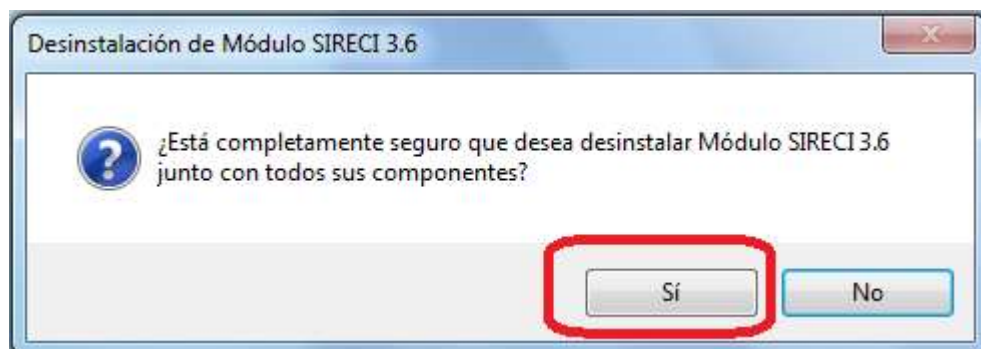 Desinstalación de Módulo SIRECI 3.6
¿Está completamente seguro que desea desinstalar Módulo SIRECI 3.6
junto con todos sus componentes?
Sí
No